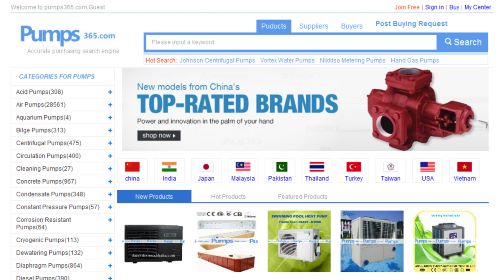 Welcome to pumps365.com,Guest
Join Free | Sign in | Buy | My Center
Pumps 365.com
Accurate purchasing search engine
Puducts Suppliers Buyers Post Buying Request
Please input a keyword
Search
Hot Search: Johnson Centrifugal Pumps Vortex Water Pumps Nikkiso Metering Pumps Hand Gas Pumps
CATEGORIES FOR PUMPS
Acid Pumps(308)
Air Pumps(28561)
Aquarium Pumps(4)
Bilge Pumps(313)
Centrifugal Pumps(475)
Circulation Pumps(400)
Cleaning Pumps(27)
Concrete Pumps(967)
Condensate Pumps(348)
Constant Pressure Pumps(57)
Corrosion Resistant
Pumps(64)
Cryogenic Pumps(113)
Dewatering Pumps(132)
Diaphragm Pumps(864)
Diesel Pumps(390)
New models from China's
TOP-RATED BRANDS
Power and innovation in the palm of your hand
shop now
china India Japan Malaysia Pakistan Thailand Turkey Taiwan USA Vietnam
New Products Hot Products Featured Products
SWIMMING POOL HEAT PUMP
Pumps
Pumps
Pumps
Pumps
Pumps